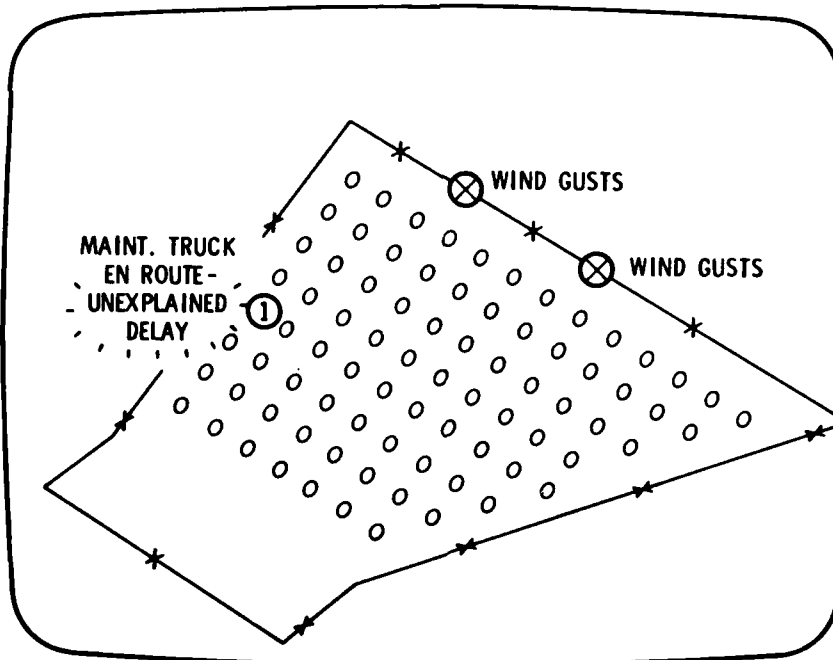 WIND GUSTS
WIND GUSTS
MAINT. TRUCK
EN ROUTE-
UNEXPLAINED
DELAY
1